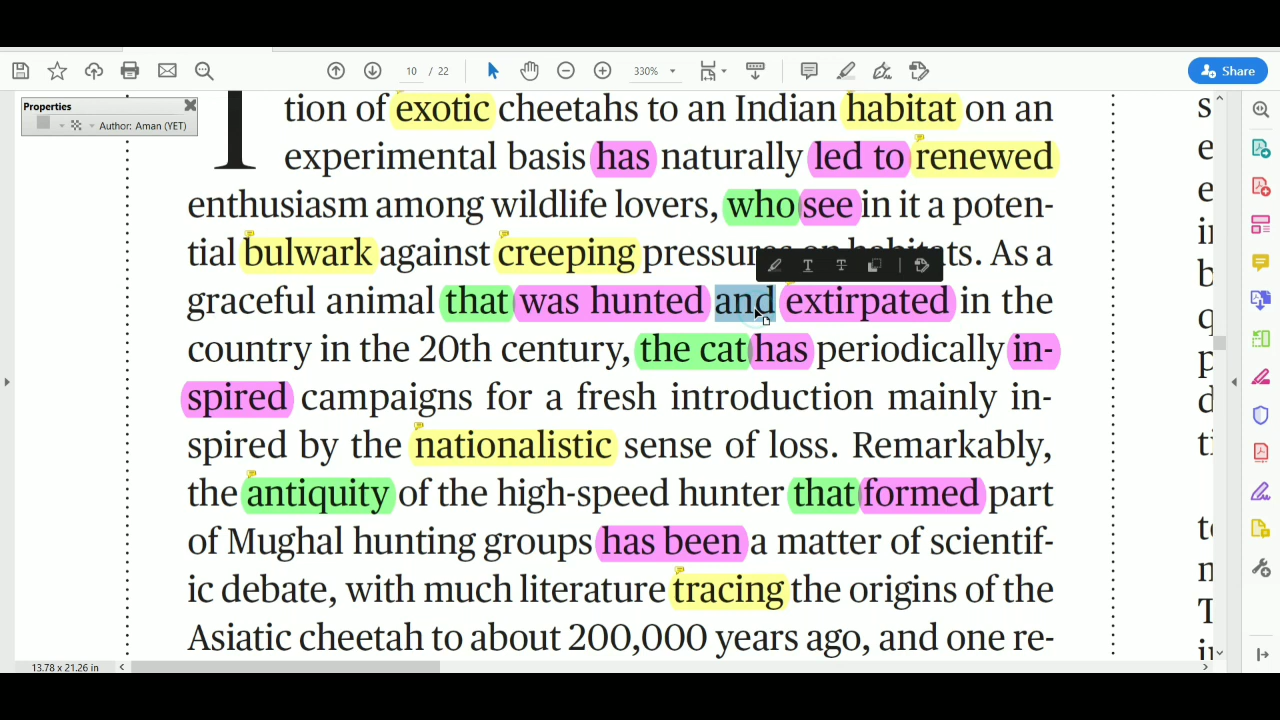 10 / 22
330%
Share
Properties
Author: Aman (YET)
tion of exotic cheetahs to an Indian habitat on an
experimental basis has naturally led to renewed
enthusiasm among wildlife lovers, who see in it a poten-
tial bulwark against creeping pressures on habitats. As a
graceful animal that was hunted and extirpated in the
country in the 20th century, the cat has periodically in-
spired campaigns for a fresh introduction mainly in-
spired by the nationalistic sense of loss. Remarkably,
the antiquity of the high-speed hunter that formed part
of Mughal hunting groups has been a matter of scientif-
ic debate, with much literature tracing the origins of the
Asiatic cheetah to about 200,000 years ago, and one re-
13.78 x 21.26 in